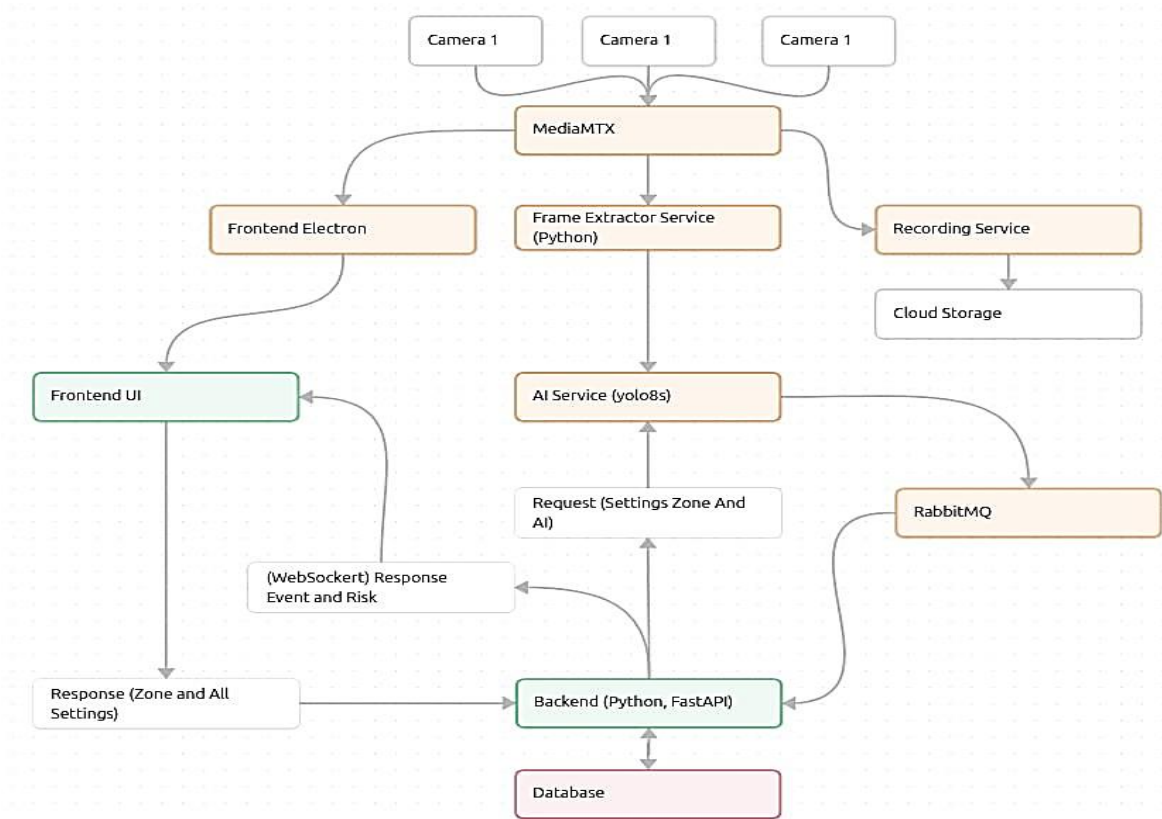 Camera 1
Camera 1
Camera 1
MediaMTX
Frontend Electron
Frame Extractor Service
(Python)
Recording Service
Cloud Storage
Frontend UI
AI Service (yolo8s)
Request (Settings Zone And
AI)
RabbitMQ
(WebSockert) Response
Event and Risk
Response (Zone and All
Settings)
Backend (Python, FastAPI)
Database